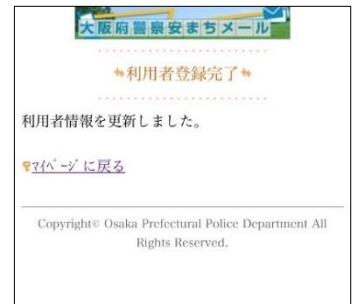 大阪府警察安まちメール
利用者登録完了
利用者情報を更新しました。
ﾏｲﾍﾟｰｼﾞに戻る
Copyright© Osaka Prefectural Police Department All
Rights Reserved.